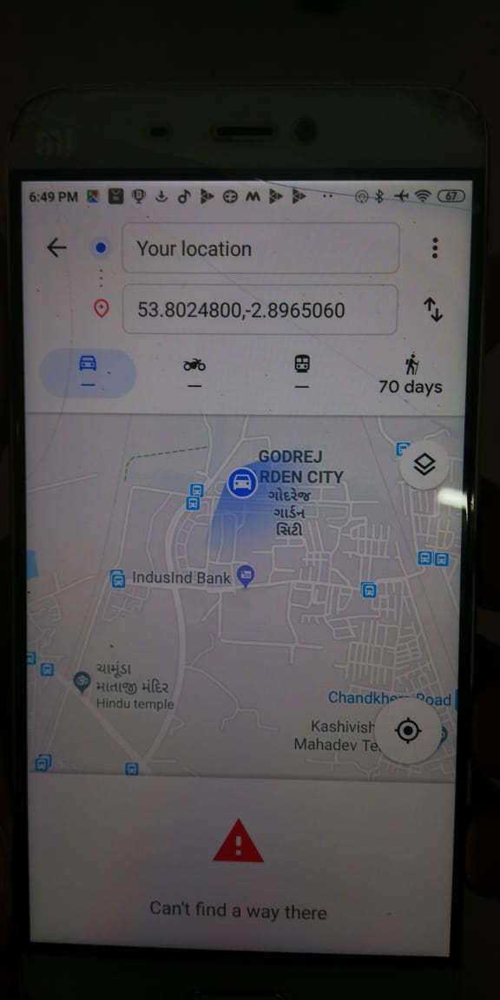 6:49 PM
67
Your location
53.8024800,-2.8965060
70 days
GODREJ
RDEN CITY
ગોદરેજ
ગાર્ડન
સિટી
IndusInd Bank
ચામૂંડા
માતાજી મંદિર
Hindu temple
Chandkhera Road
Kashivish
Mahadev Te
Can't find a way there